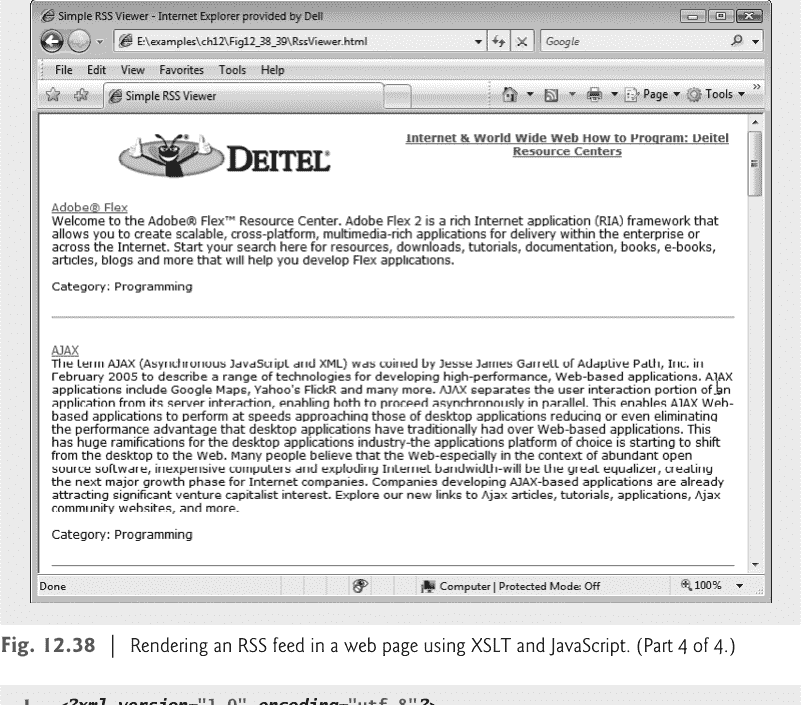 Simple RSS Viewer - Internet Explorer provided by Dell
E:\examples\ch12\Fig12_38_39\RssViewer.html
Google
File Edit View Favorites Tools Help
Simple RSS Viewer
Page Tools »
DEITEL®
Internet & World Wide Web How to Program: Deitel
Resource Centers
Adobe® Flex
Welcome to the Adobe® Flex™ Resource Center. Adobe Flex 2 is a rich Internet application (RIA) framework that
allows you to create scalable, cross-platform, multimedia-rich applications for delivery within the enterprise or
across the Internet. Start your search here for resources, downloads, tutorials, documentation, books, e-books,
articles, blogs and more that will help you develop Flex applications.
Category: Programming
AJAX
The term AJAX (Asynchronous JavaScript and XML) was coined by Jesse James Garrett of Adaptive Path, Inc. in
February 2005 to describe a range of technologies for developing high-performance, Web-based applications. AJAX
applications include Google Maps, Yahoo's FlickR and many more. AJAX separates the user interaction portion of an
application from its server interaction, enabling both to proceed asynchronously in parallel. This enables AJAX Web-
based applications to perform at speeds approaching those of desktop applications reducing or even eliminating
the performance advantage that desktop applications have traditionally had over Web-based applications. This
has huge ramifications for the desktop applications industry-the applications platform of choice is starting to shift
from the desktop to the Web. Many people believe that the Web-especially in the context of abundant open
source software, inexpensive computers and exploding Internet bandwidth-will be the great equalizer, creating
the next major growth phase for Internet companies. Companies developing AJAX-based applications are already
attracting significant venture capitalist interest. Explore our new links to Ajax articles, tutorials, applications, Ajax
community websites, and more.
Category: Programming
Done
Computer | Protected Mode: Off
100%
Fig. 12.38 | Rendering an RSS feed in a web page using XSLT and JavaScript. (Part 4 of 4.)
1 <?xml version="1.0" encoding="utf-8"?>